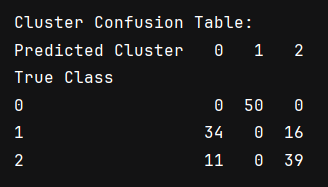 Cluster Confusion Table:
Predicted Cluster   0   1   2
True Class
0                   0  50   0
1                  34   0  16
2                  11   0  39